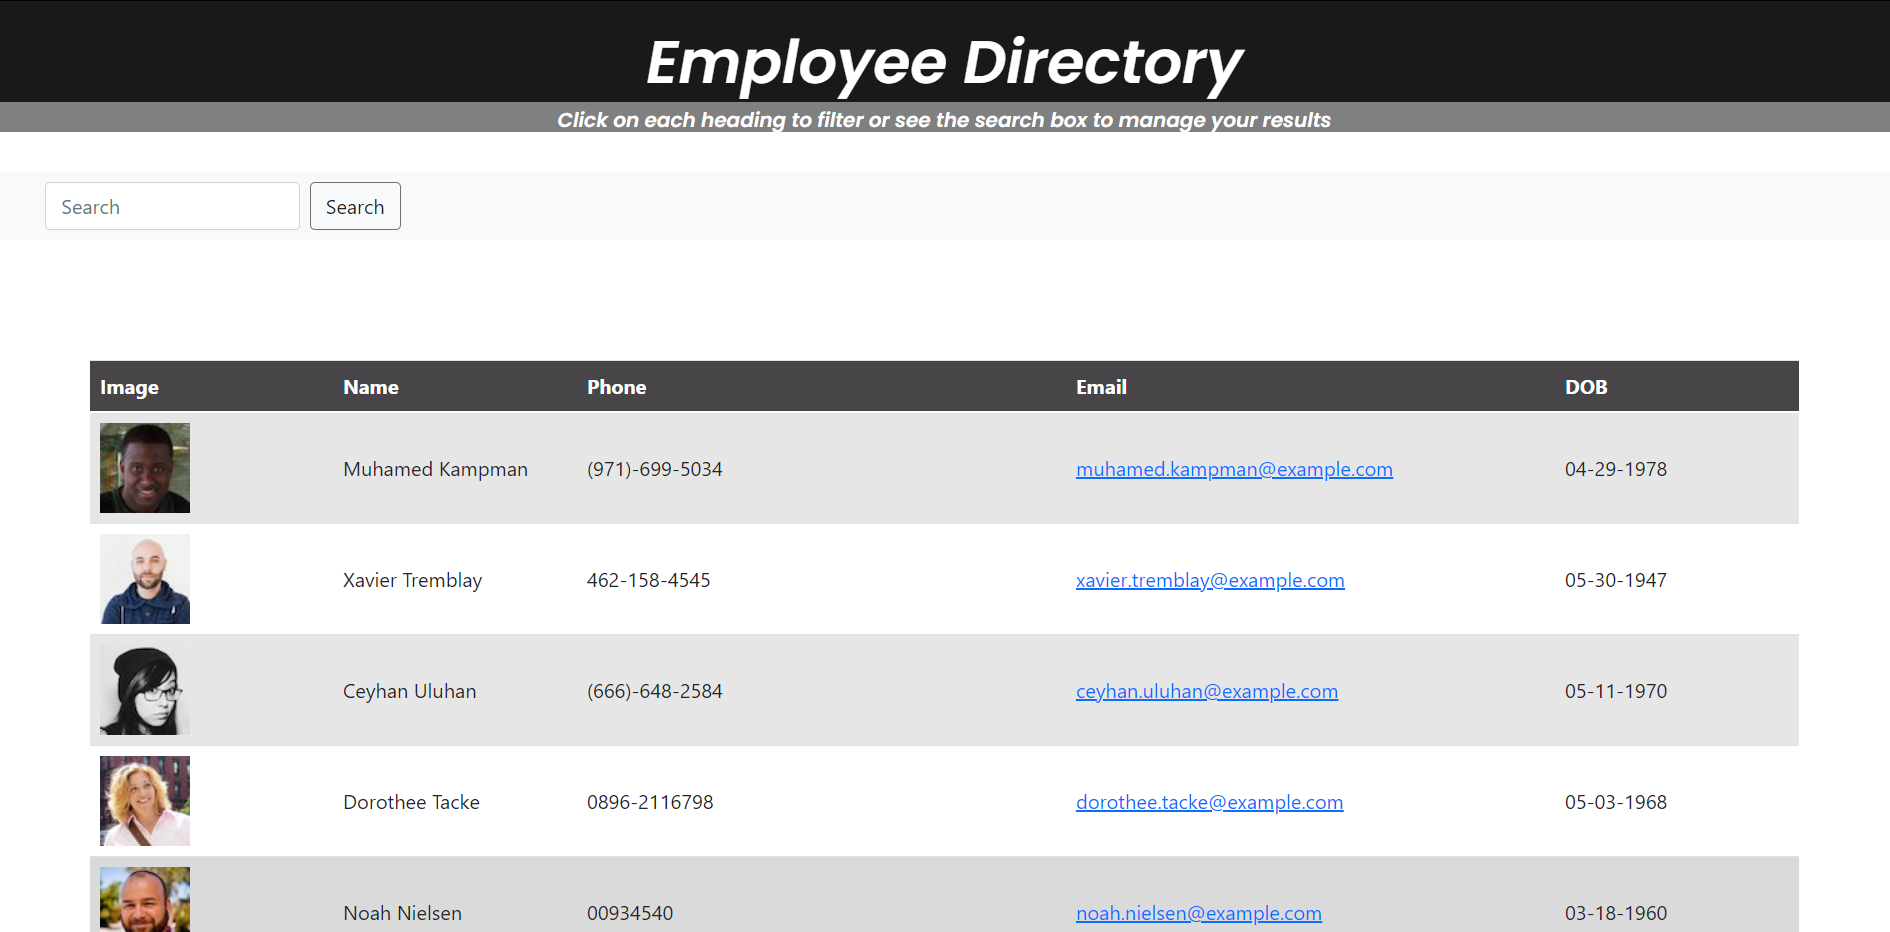 Employee Directory
Click on each heading to filter or see the search box to manage your results
Search Search
Image Name Phone Email DOB
Muhamed Kampman (971)-699-5034 muhamed.kampman@example.com 04-29-1978
Xavier Tremblay 462-158-4545 xavier.tremblay@example.com 05-30-1947
Ceyhan Uluhan (666)-648-2584 ceyhan.uluhan@example.com 05-11-1970
Dorothee Tacke 0896-2116798 dorothee.tacke@example.com 05-03-1968
Noah Nielsen 00934540 noah.nielsen@example.com 03-18-1960